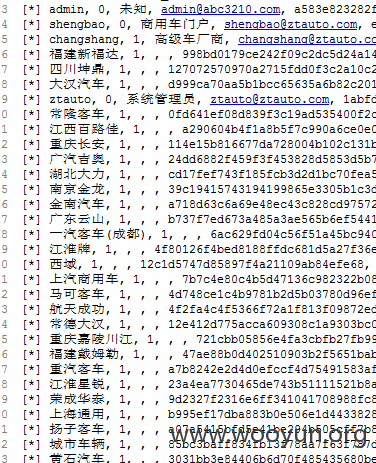 3 [*] admin, 0, 未知, admin@abc3210.com, a583e823282f
4 [*] shengbao, 0, 商用车门户, shengbao@ztauto.com,
5 [*] changshang, 1, 高级车厂商, changshang@ztauto.co
6 [*] 福建新福达, 1, , , 998bd0179ce242f09c2dc5d24a14
7 [*] 四川坤鼎, 1, , , 127072570970a2715fdd0f3c2a10c2
8 [*] 大汉汽车, 1, , , d999ca70aa5b1bcc65635a6b82c201
9 [*] ztauto, 0, 系统管理员, ztauto@ztauto.com, 1abfd
0 [*] 常隆客车, 1, , , 0fd641ef08d839f3c19ad535400f2c
1 [*] 江西百路佳, 1, , , a290604b4f1a8b5f7c990a6ce0e0
2 [*] 重庆长安, 1, , , 114e15b816677da728004b102c131b
3 [*] 广汽吉奥, 1, , , 24dd6882f459f3f453828d5853d5b7
4 [*] 湖北大力, 1, , , cd17fef743f185fcb3d2d1bc70fea5
5 [*] 南京金龙, 1, , , 39c1941574319419986​5e3305b1c3d
6 [*] 金南汽车, 1, , , a718d63c6a69e48ec43c828cd97572
7 [*] 广东云山, 1, , , b737f7ed673a485a3ae565b6ef5441
8 [*] 一汽客车(成都), 1, , , 6ac629fd04c56f51a45bc940
9 [*] 江淮牌, 1, , , 4f80126f4bed8188ffdc681d5a27f36e
0 [*] 西域, 1, , , 12c1d5747d85897f4a21109ab84efe68,
1 [*] 上汽商用车, 1, , , 7b7c4e80c4b5d47136c982322b08
2 [*] 马可客车, 1, , , 4d748ce1c4b9781b2d5b03780d96ef
3 [*] 航天成功, 1, , , 4f2fa4c4f5366f72a1f813f09872ed
4 [*] 常德大汉, 1, , , 12e412d775acca609308c1a9303bc0
5 [*] 重庆嘉陵川江, 1, , , 721cbb05856e4fa3cbfb27fb99
6 [*] 福建戴姆勒, 1, , , 47ae88b0d402510903b2f5651bab
7 [*] 重汽客车, 1, , , a7b8242e2d4d0efccf4d75491583af
8 [*] 江淮星锐, 1, , , 23a4ea7730465de743b51111521b8a
9 [*] 荣成华泰, 1, , , 9d2327f2316e6ff341041708988fc8
0 [*] 上海通用, 1, , , b995ef17dba883b0e506e1d4433828
1 [*] 扬子客车, 1, , ,
2 [*] 城市车辆, 1, , ,
3 [*] 黄石汽车, 1, , , 3031bb3e84406b6d70f485435680be
www.wooyun.org